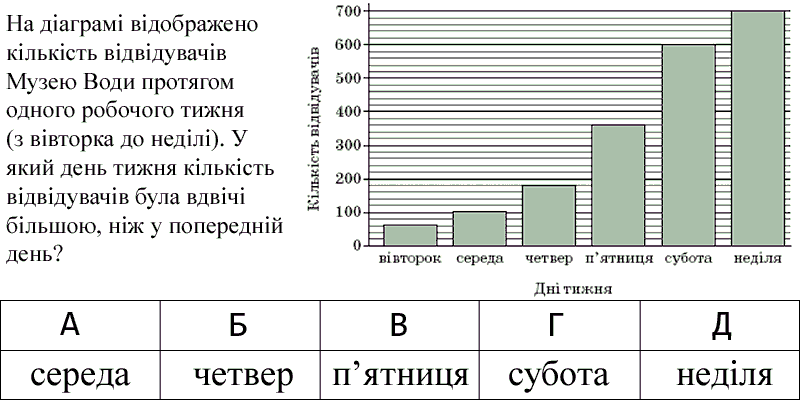 На діаграмі відображено
кількість відвідувачів
Музею Води протягом
одного робочого тижня
(з вівторка до неділі). У
який день тижня кількість
відвідувачів була вдвічі
більшою, ніж у попередній
день?
Кількість відвідувачів
700
600
500
400
300
200
100
0
вівторок середа четвер п’ятниця субота неділя
Дні тижня
А Б В Г Д
середа четвер п’ятниця субота неділя